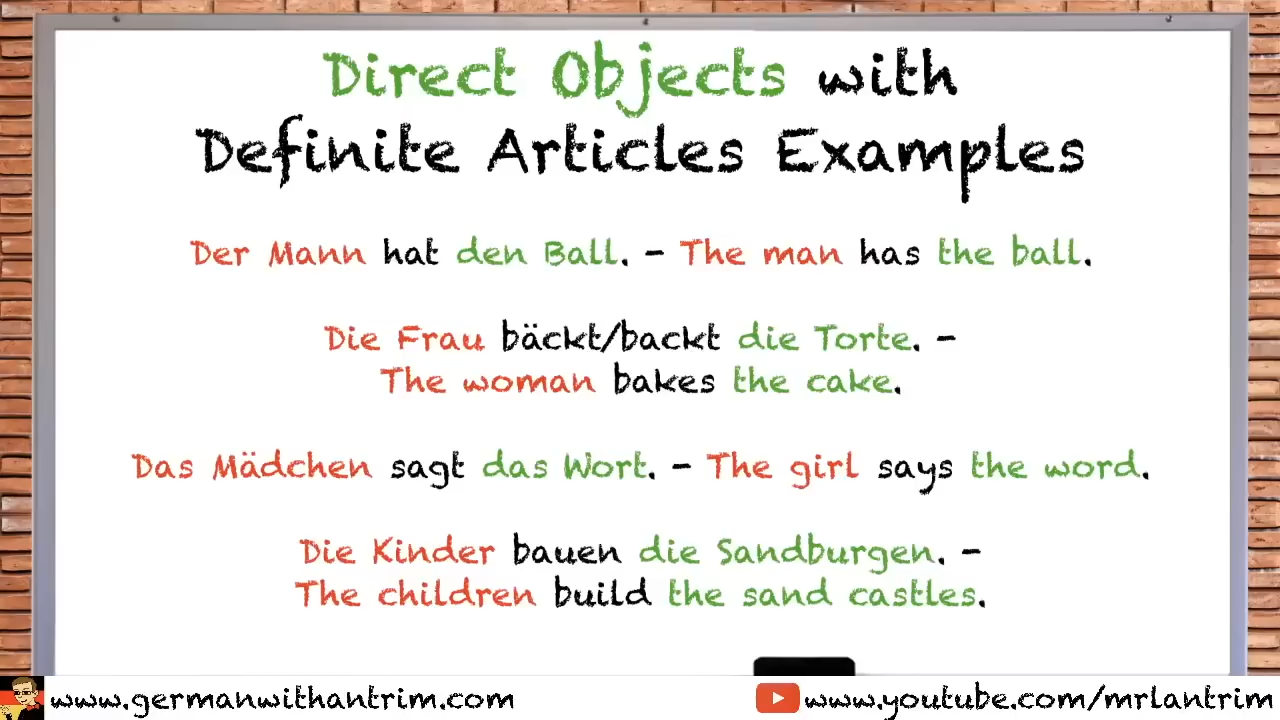 Direct Objects with
Definite Articles Examples
Der Mann hat den Ball. – The man has the ball.
Die Frau bäckt/backt die Torte. –
The woman bakes the cake.
Das Mädchen sagt das Wort. – The girl says the word.
Die Kinder bauen die Sandburgen. –
The children build the sand castles.
www.germanwithantrim.com
www.youtube.com/mrlantrim